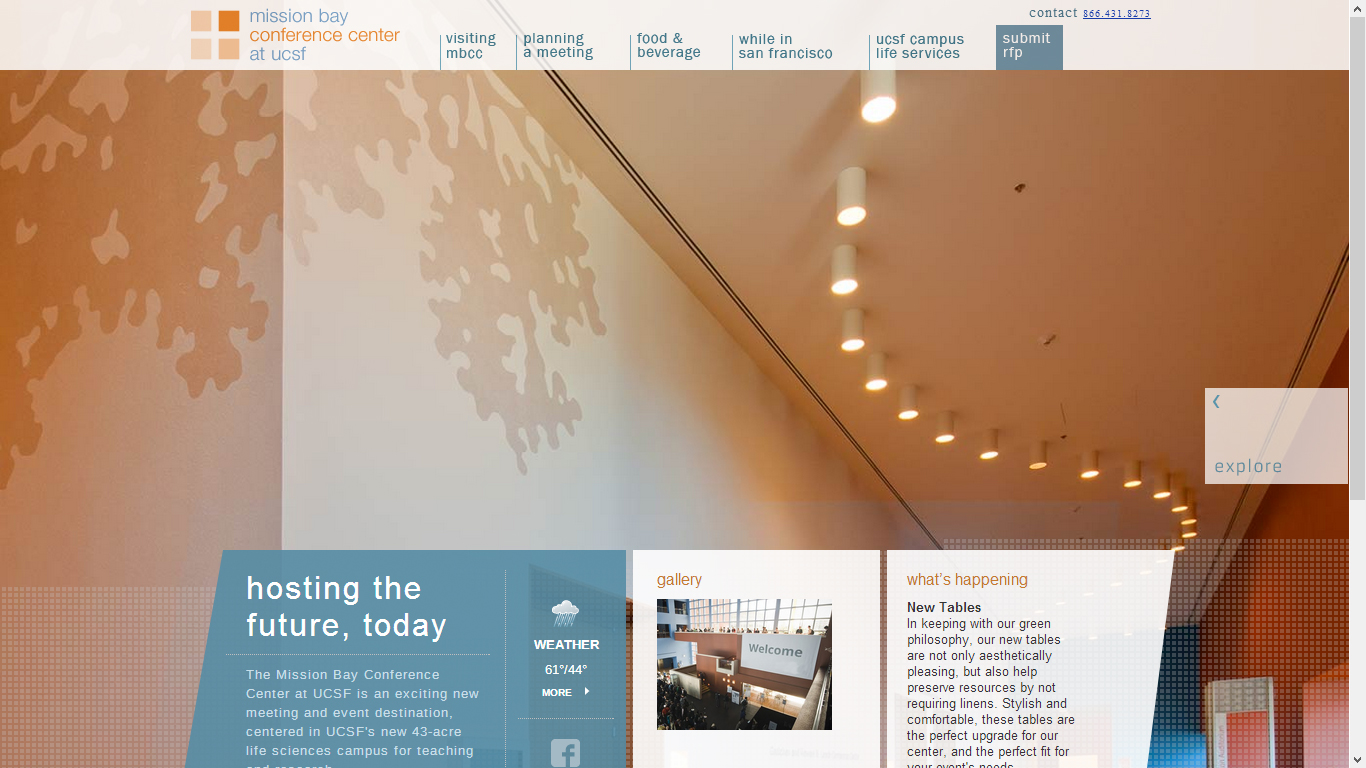 mission bay
conference center
at ucsf
contact 866.431.8273
visiting
mbcc
planning
a meeting
food &
beverage
while in
san francisco
ucsf campus
life services
submit
rfp
explore
hosting the
future, today
The Mission Bay Conference
Center at UCSF is an exciting new
meeting and event destination,
centered in UCSF's new 43-acre
life sciences campus for teaching
and research
WEATHER
61°/44°
MORE
gallery
Welcome
what's happening
New Tables
In keeping with our green
philosophy, our new tables
are not only aesthetically
pleasing, but also help
preserve resources by not
requiring linens. Stylish and
comfortable, these tables are
the perfect upgrade for our
center, and the perfect fit for
your event's needs.